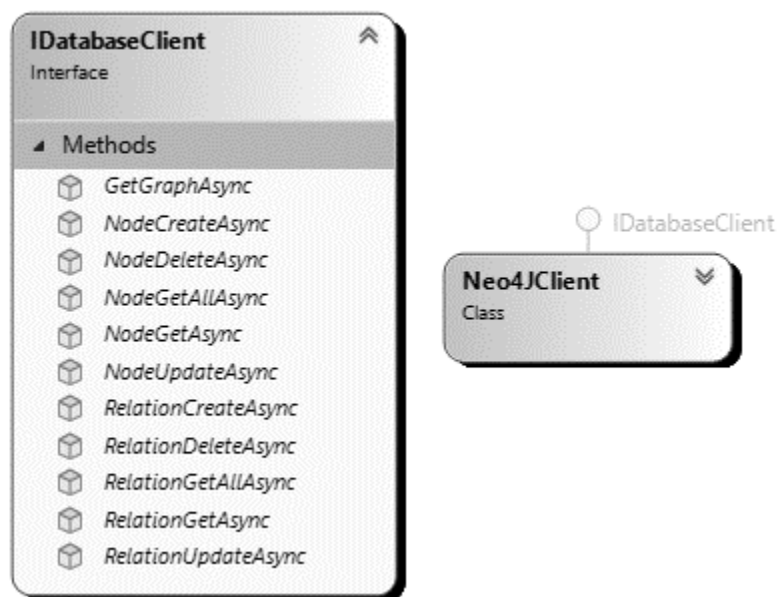 IDatabaseClient
Interface
Methods
GetGraphAsync
NodeCreateAsync
NodeDeleteAsync
NodeGetAllAsync
NodeGetAsync
NodeUpdateAsync
RelationCreateAsync
RelationDeleteAsync
RelationGetAllAsync
RelationGetAsync
RelationUpdateAsync
IDatabaseClient
Neo4JClient
Class